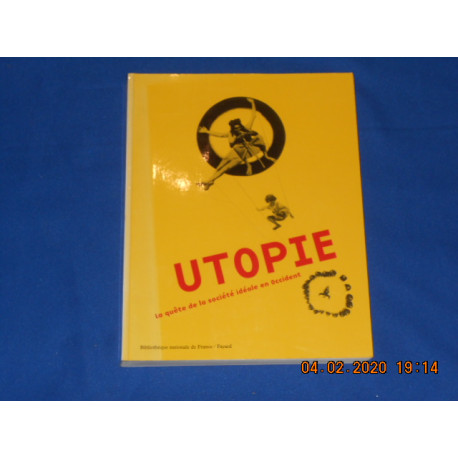 UTOPIE
La quête de la société idéale en Occident
Bibliothèque nationale de France / Fayard
04-02-2020 19:14